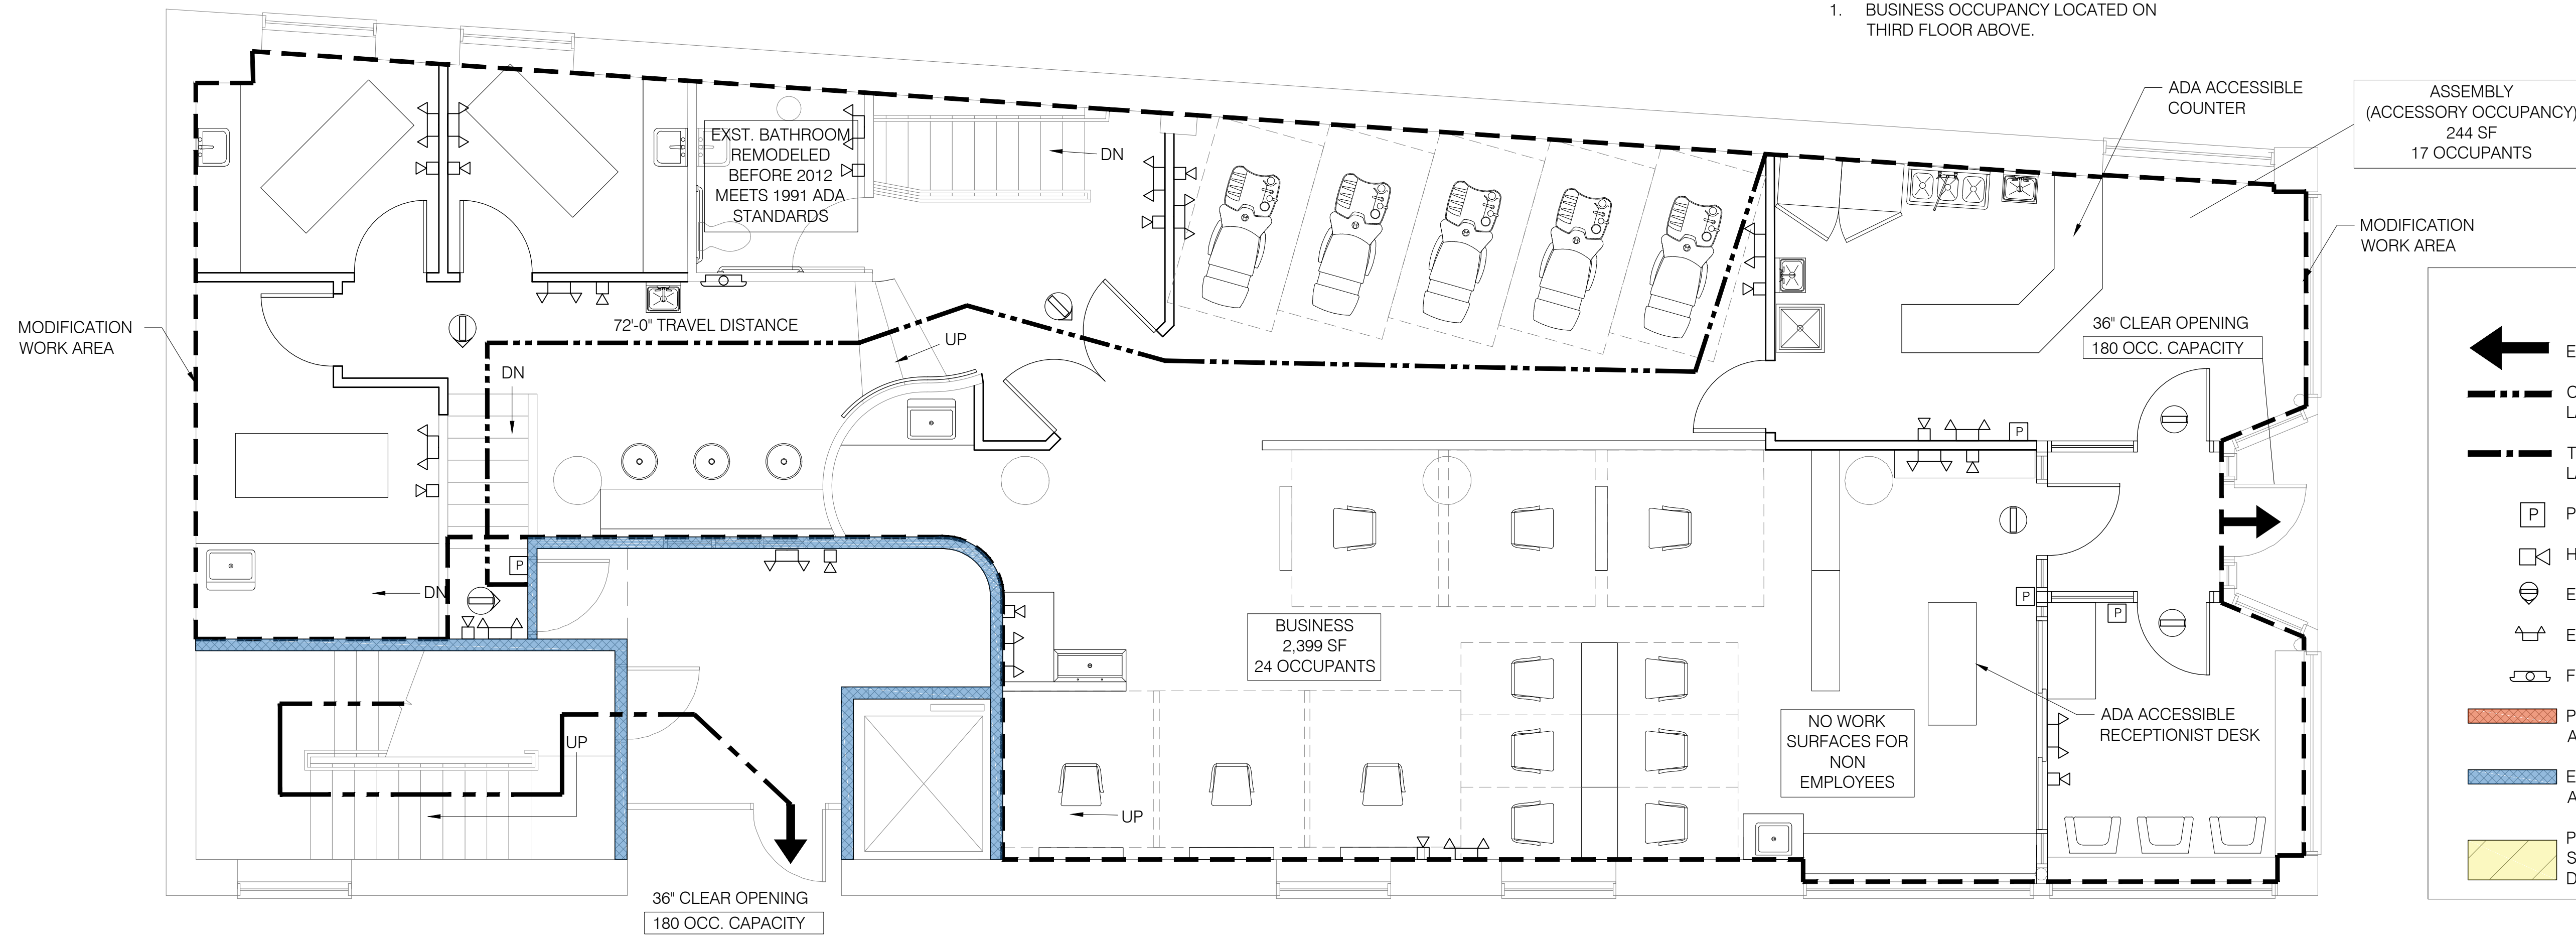 1. BUSINESS OCCUPANCY LOCATED ON
THIRD FLOOR ABOVE.
ADA ACCESSIBLE
COUNTER
ASSEMBLY
(ACCESSORY OCCUPANCY)
244 SF
17 OCCUPANTS
EXST. BATHROOM
REMODELED
BEFORE 2012
MEETS 1991 ADA
STANDARDS
DN
MODIFICATION
WORK AREA
MODIFICATION
WORK AREA
72'-0" TRAVEL DISTANCE
UP
DN
36" CLEAR OPENING
180 OCC. CAPACITY
P
P
DN
P
P
BUSINESS
2,399 SF
24 OCCUPANTS
NO WORK
SURFACES FOR
NON
EMPLOYEES
ADA ACCESSIBLE
RECEPTIONIST DESK
UP
UP
36" CLEAR OPENING
180 OCC. CAPACITY
P